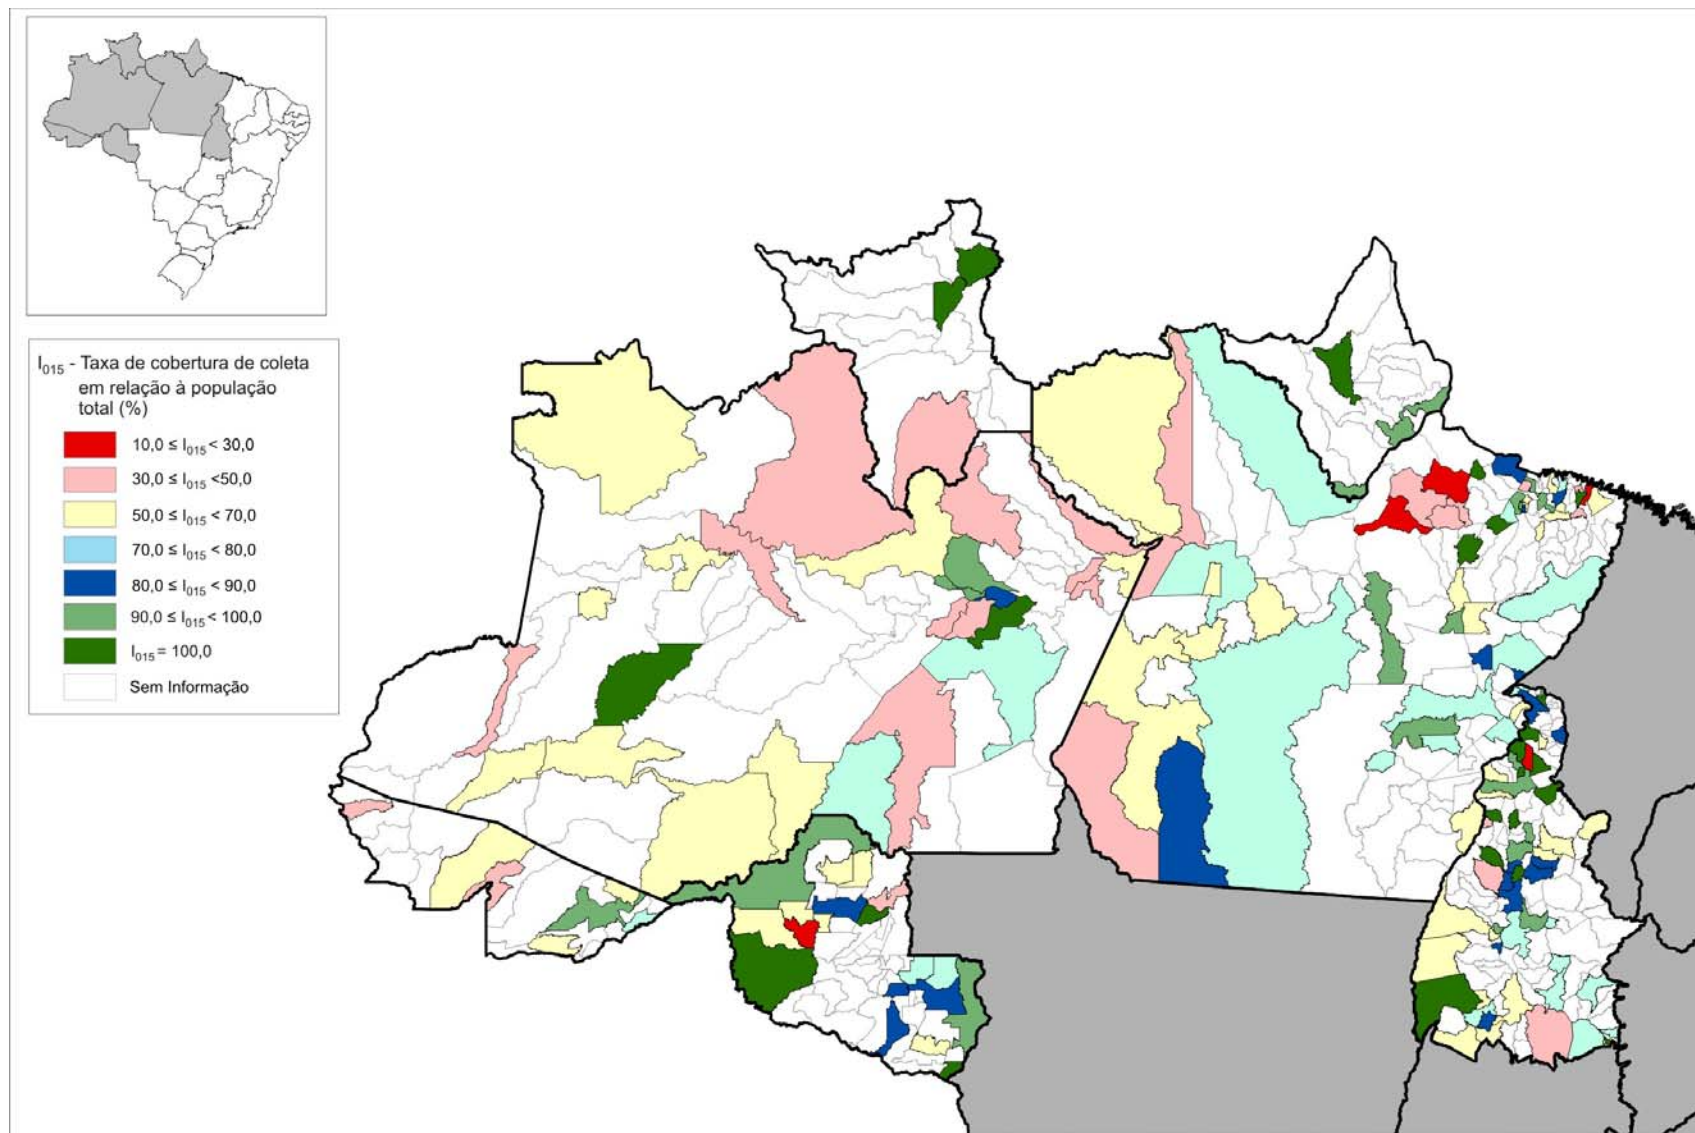 I015 - Taxa de cobertura de coleta
em relação à população
total (%)
10,0 ≤ I015 < 30,0
30,0 ≤ I015 <50,0
50,0 ≤ I015 < 70,0
70,0 ≤ I015 < 80,0
80,0 ≤ I015 < 90,0
90,0 ≤ I015 < 100,0
I015 = 100,0
Sem Informação